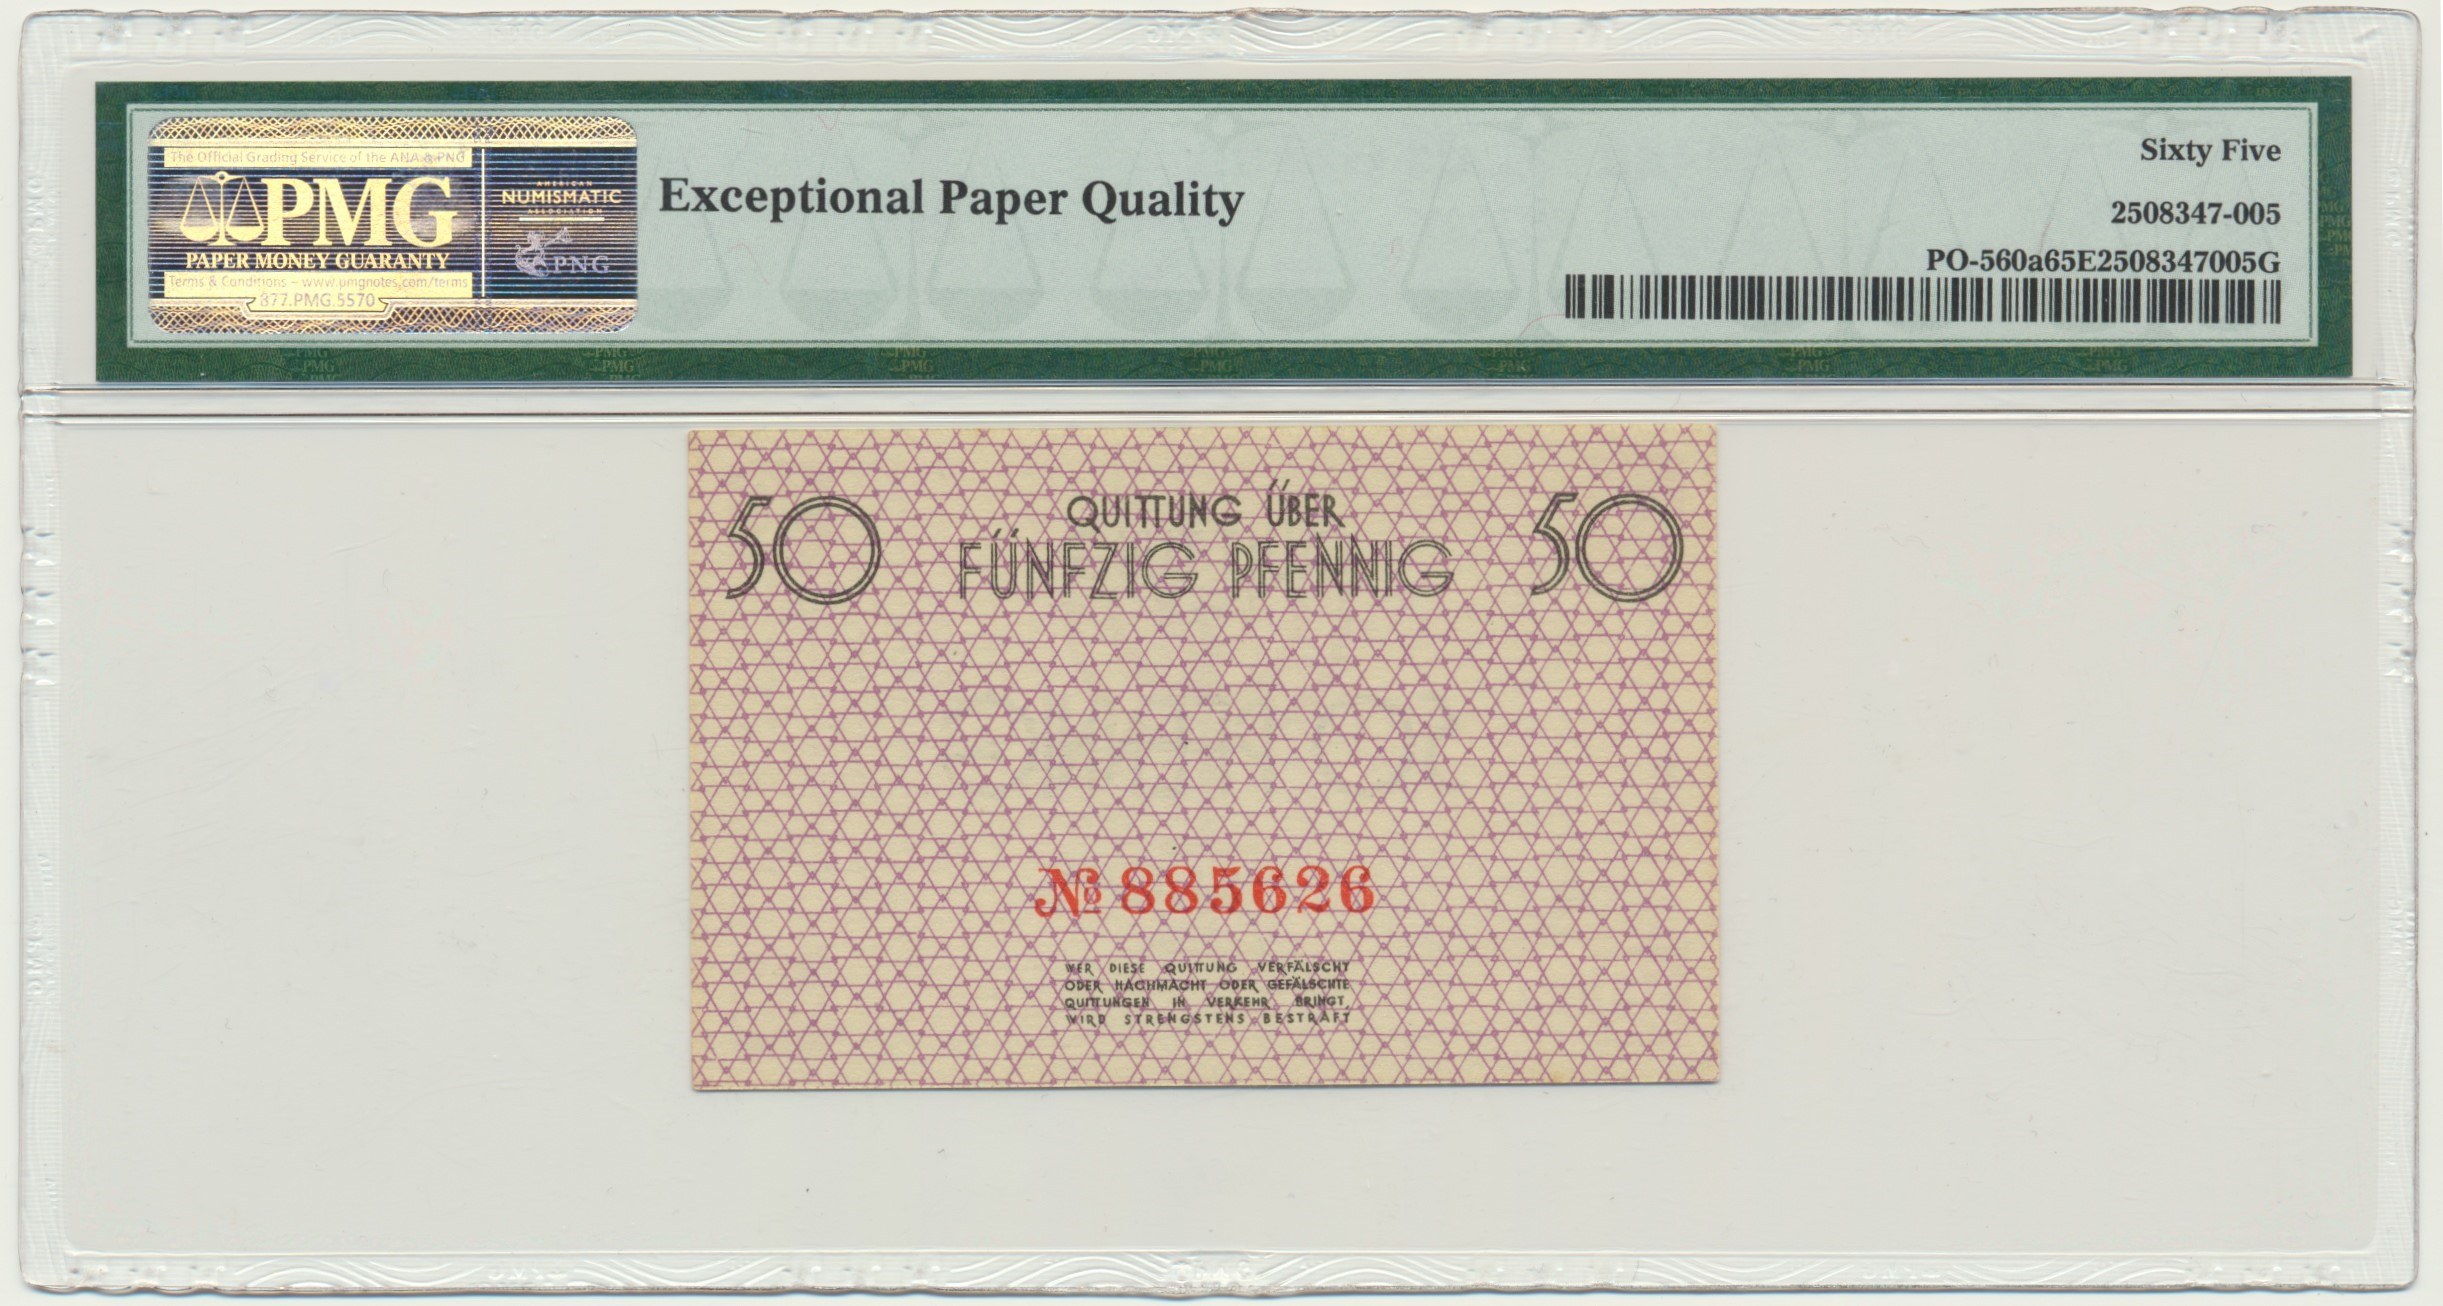 The Official Grading Service of the ANA & PNG
PMG
PAPER MONEY GUARANTY
Terms & Conditions – www.pmgnotes.com/terms
877.PMG.5570
AMERICAN
NUMISMATIC
ASSOCIATION
PNG
Exceptional Paper Quality
Sixty Five
2508347-005
PO-560a65E2508347005G
50
QUITTUNG ÜBER
FÜNFZIG PFENNIG
50
№ 885626
WER DIESE QUITTUNG VERFÄLSCHT
ODER NACHMACHT ODER GEFÄLSCHTE
QUITTUNGEN IN VERKEHR BRINGT,
WIRD STRENGSTENS BESTRAFT